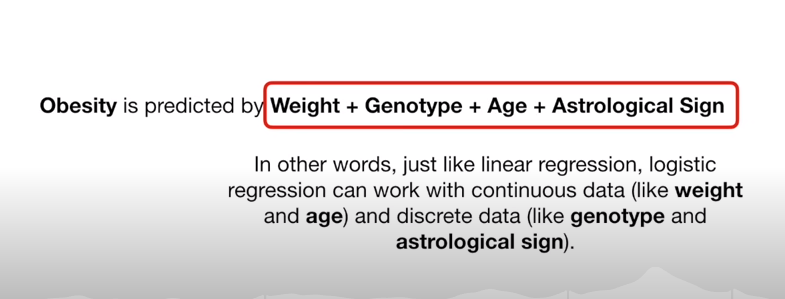 Obesity is predicted by Weight + Genotype + Age + Astrological Sign
In other words, just like linear regression, logistic
regression can work with continuous data (like weight
and age) and discrete data (like genotype and
astrological sign).